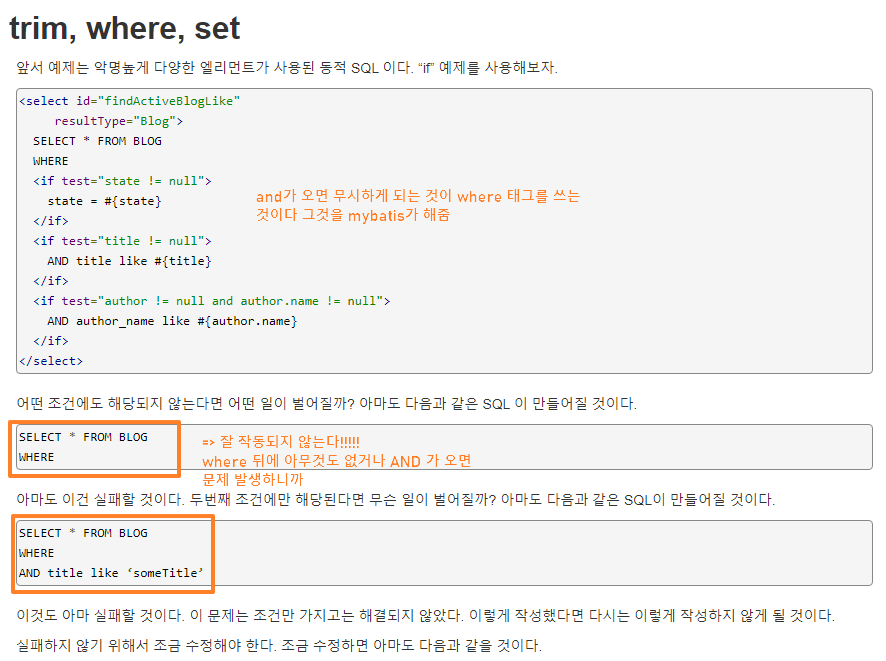 trim, where, set
앞서 예제는 악명높게 다양한 엘리먼트가 사용된 동적 SQL 이다. “if” 예제를 사용해보자.
<select id="findActiveBlogLike"
     resultType="Blog">
  SELECT * FROM BLOG
  WHERE
  <if test="state != null">
    state = #{state}
  </if>
  <if test="title != null">
    AND title like #{title}
  </if>
  <if test="author != null and author.name != null">
    AND author_name like #{author.name}
  </if>
</select>
and가 오면 무시하게 되는 것이 where 태그를 쓰는
것이다 그것을 mybatis가 해줌
어떤 조건에도 해당되지 않는다면 어떤 일이 벌어질까? 아마도 다음과 같은 SQL 이 만들어질 것이다.
SELECT * FROM BLOG
WHERE
=> 잘 작동되지 않는다!!!!!
where 뒤에 아무것도 없거나 AND 가 오면
문제 발생하니까
아마도 이건 실패할 것이다. 두번째 조건에만 해당된다면 무슨 일이 벌어질까? 아마도 다음과 같은 SQL이 만들어질 것이다.
SELECT * FROM BLOG
WHERE
AND title like ‘someTitle’
이것도 아마 실패할 것이다. 이 문제는 조건만 가지고는 해결되지 않았다. 이렇게 작성했다면 다시는 이렇게 작성하지 않게 될 것이다.
실패하지 않기 위해서 조금 수정해야 한다. 조금 수정하면 아마도 다음과 같을 것이다.